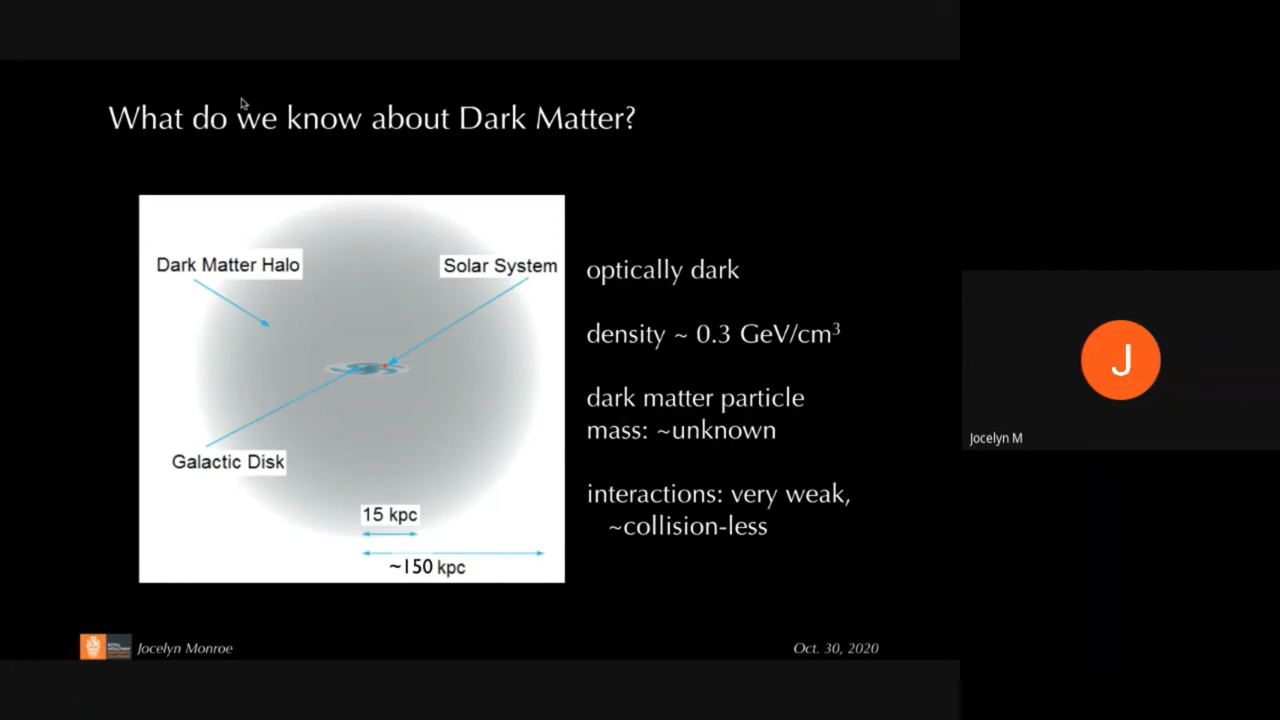 What do we know about Dark Matter?
Dark Matter Halo
Solar System
Galactic Disk
15 kpc
~150 kpc
optically dark
density ~ 0.3 GeV/cm³
dark matter particle
mass: ~unknown
interactions: very weak,
~collision-less
J
Jocelyn M
ROYAL
HOLLOWAY
Jocelyn Monroe
Oct. 30, 2020